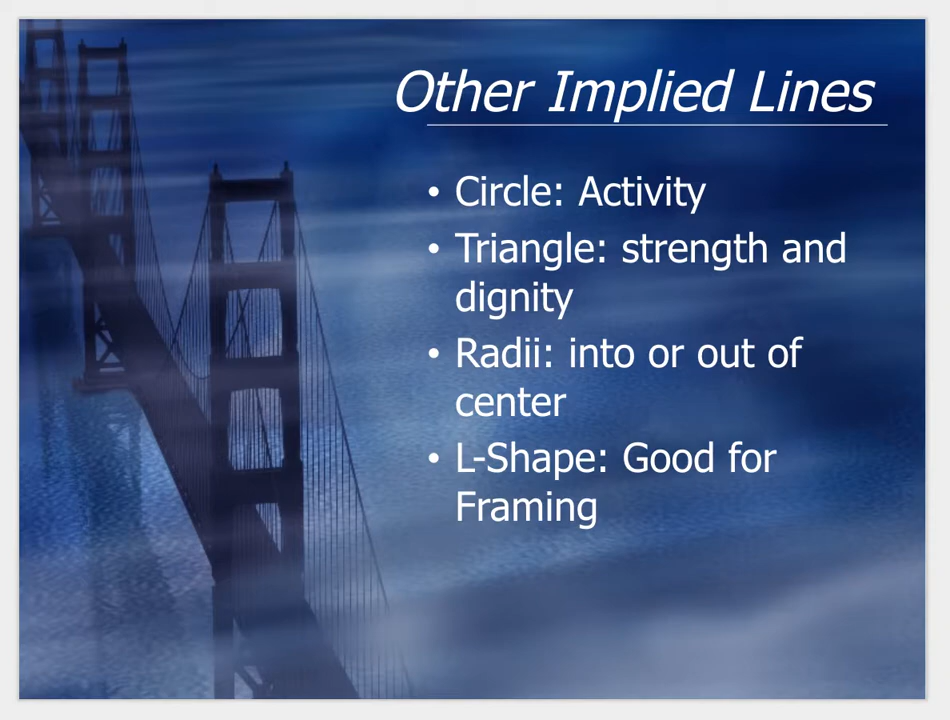 Other Implied Lines
• Circle: Activity
• Triangle: strength and
dignity
• Radii: into or out of
center
• L-Shape: Good for
Framing